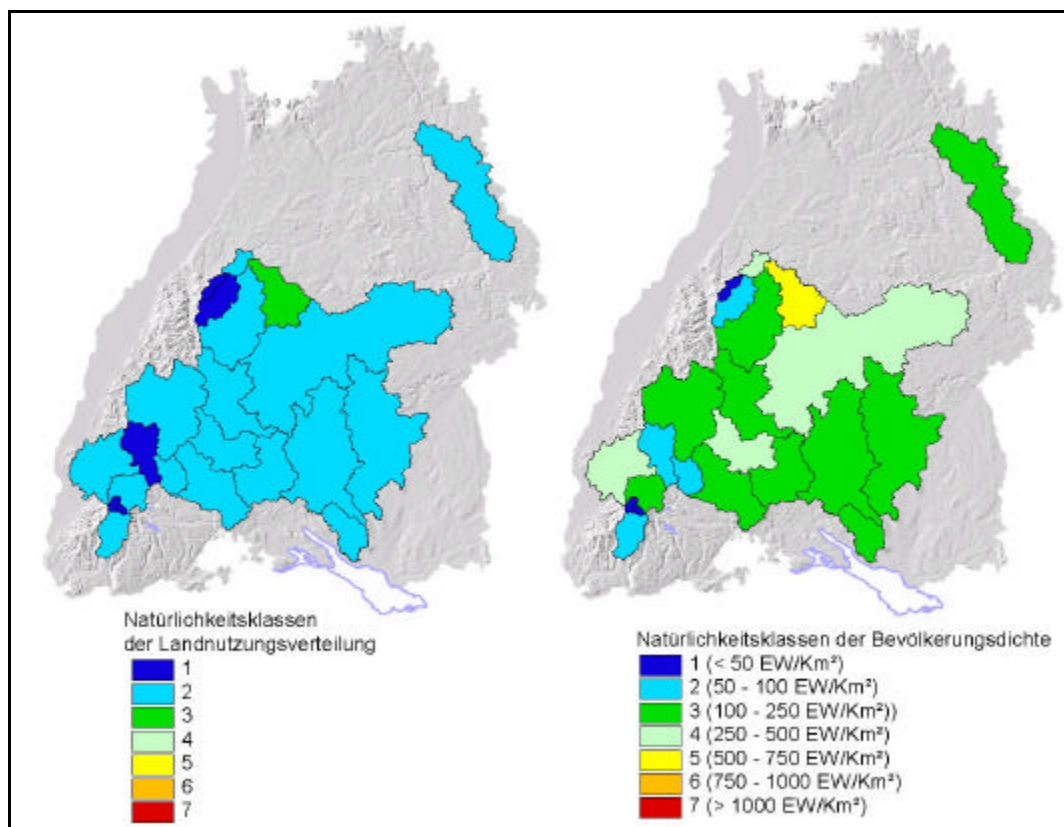 Natürlichkeitsklassen
der Landnutzungsverteilung
1
2
3
4
5
6
7
Natürlichkeitsklassen der Bevölkerungsdichte
1 (< 50 EW/Km²)
2 (50 - 100 EW/Km²)
3 (100 - 250 EW/Km²))
4 (250 - 500 EW/Km²)
5 (500 - 750 EW/Km²)
6 (750 - 1000 EW/Km²)
7 (> 1000 EW/Km²)